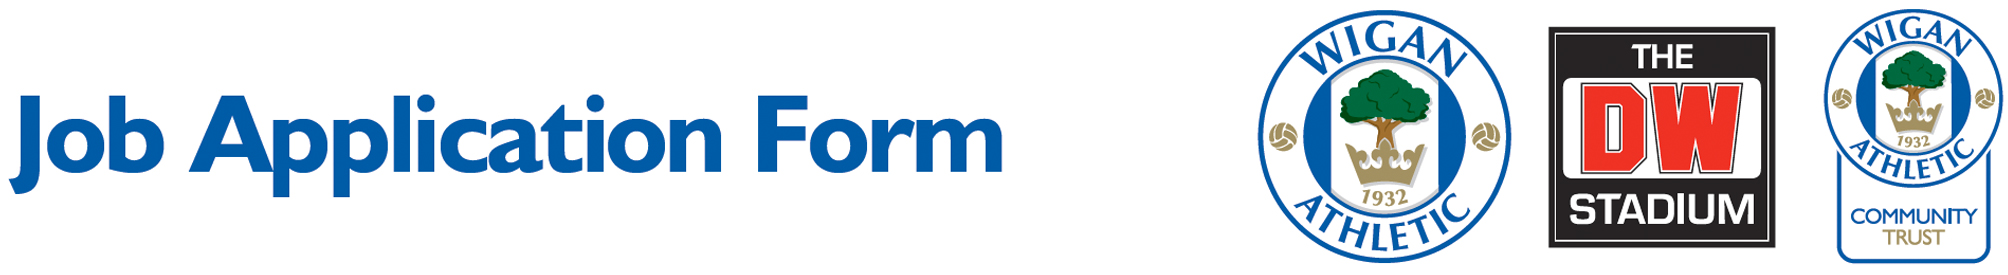 Job Application Form
WIGAN
1932
ATHLETIC
THE
DW
STADIUM
WIGAN
1932
ATHLETIC
COMMUNITY
TRUST